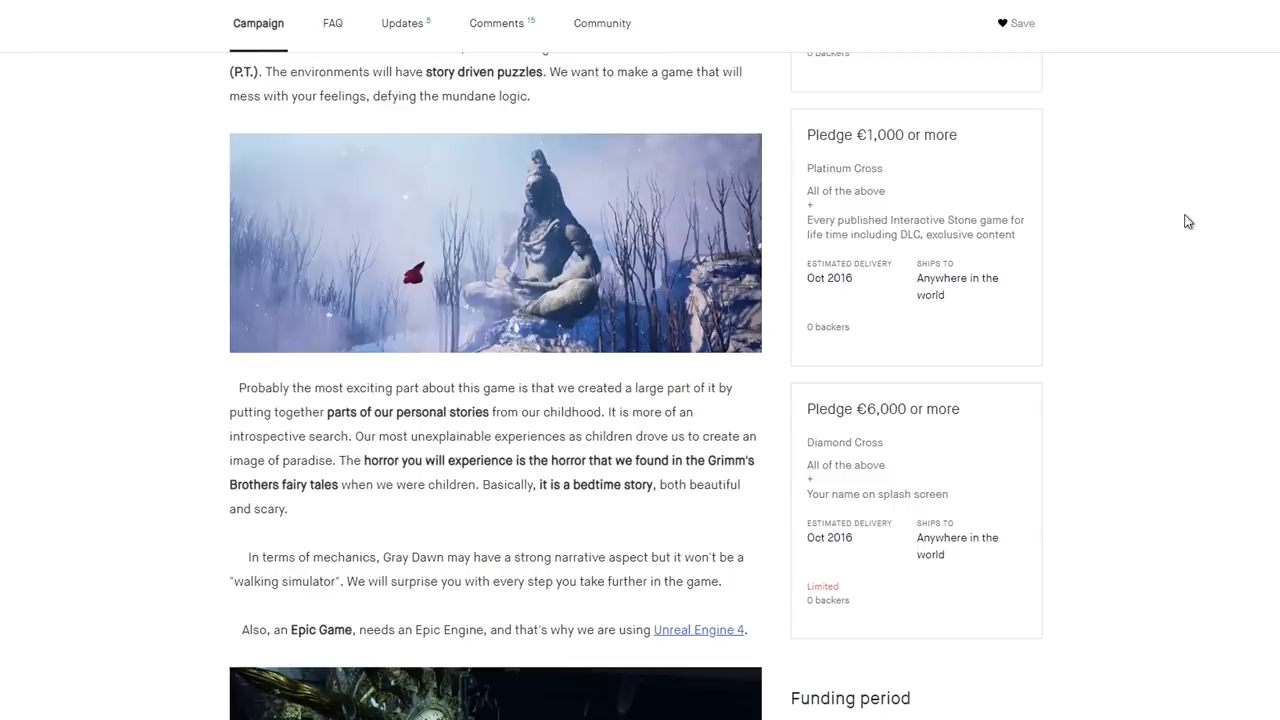 Campaign FAQ Updates 5 Comments 15 Community Save
(P.T.). The environments will have story driven puzzles. We want to make a game that will
mess with your feelings, defying the mundane logic.
Probably the most exciting part about this game is that we created a large part of it by
putting together parts of our personal stories from our childhood. It is more of an
introspective search. Our most unexplainable experiences as children drove us to create an
image of paradise. The horror you will experience is the horror that we found in the Grimm's
Brothers fairy tales when we were children. Basically, it is a bedtime story, both beautiful
and scary.
In terms of mechanics, Gray Dawn may have a strong narrative aspect but it won't be a
"walking simulator". We will surprise you with every step you take further in the game.
Also, an Epic Game, needs an Epic Engine, and that's why we are using Unreal Engine 4.
0 backers
Pledge €1,000 or more
Platinum Cross
All of the above
+
Every published Interactive Stone game for
life time including DLC, exclusive content
ESTIMATED DELIVERY SHIPS TO
Oct 2016 Anywhere in the
world
0 backers
Pledge €6,000 or more
Diamond Cross
All of the above
+
Your name on splash screen
ESTIMATED DELIVERY SHIPS TO
Oct 2016 Anywhere in the
world
Limited
0 backers
Funding period